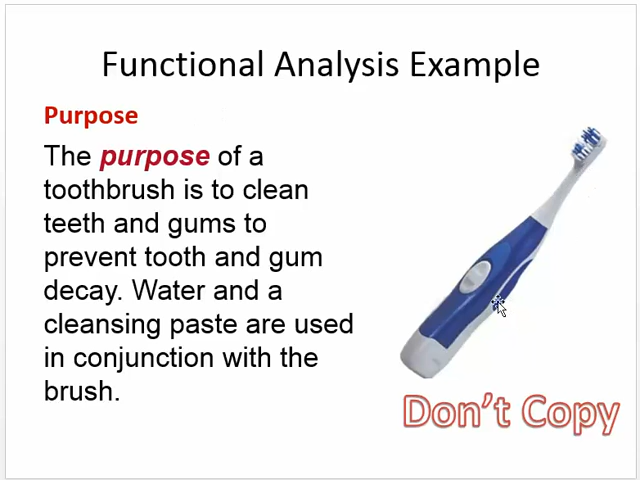 Functional Analysis Example
Purpose
The purpose of a
toothbrush is to clean
teeth and gums to
prevent tooth and gum
decay. Water and a
cleansing paste are used
in conjunction with the
brush.
Don't Copy